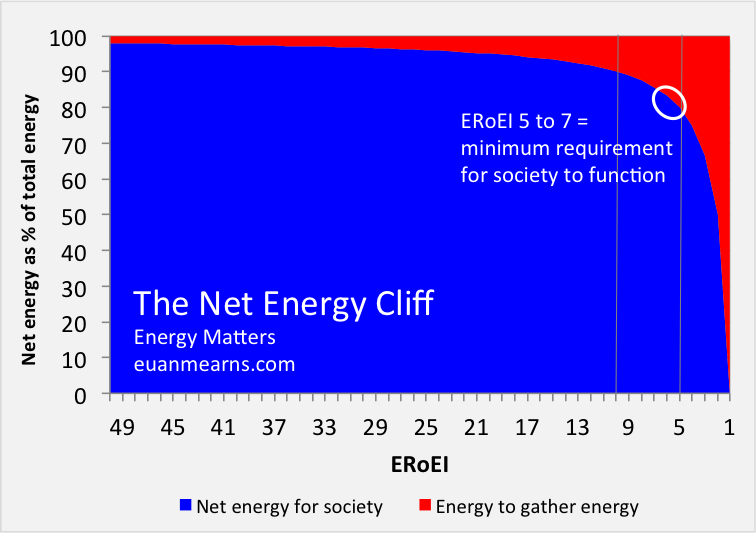 100
90
80
70
60
50
40
30
20
10
0
Net energy as % of total energy
ERoEI 5 to 7 =
minimum requirement
for society to function
The Net Energy Cliff
Energy Matters
euanmearns.com
49 45 41 37 33 29 25 21 17 13 9 5 1
ERoEI
Net energy for society Energy to gather energy